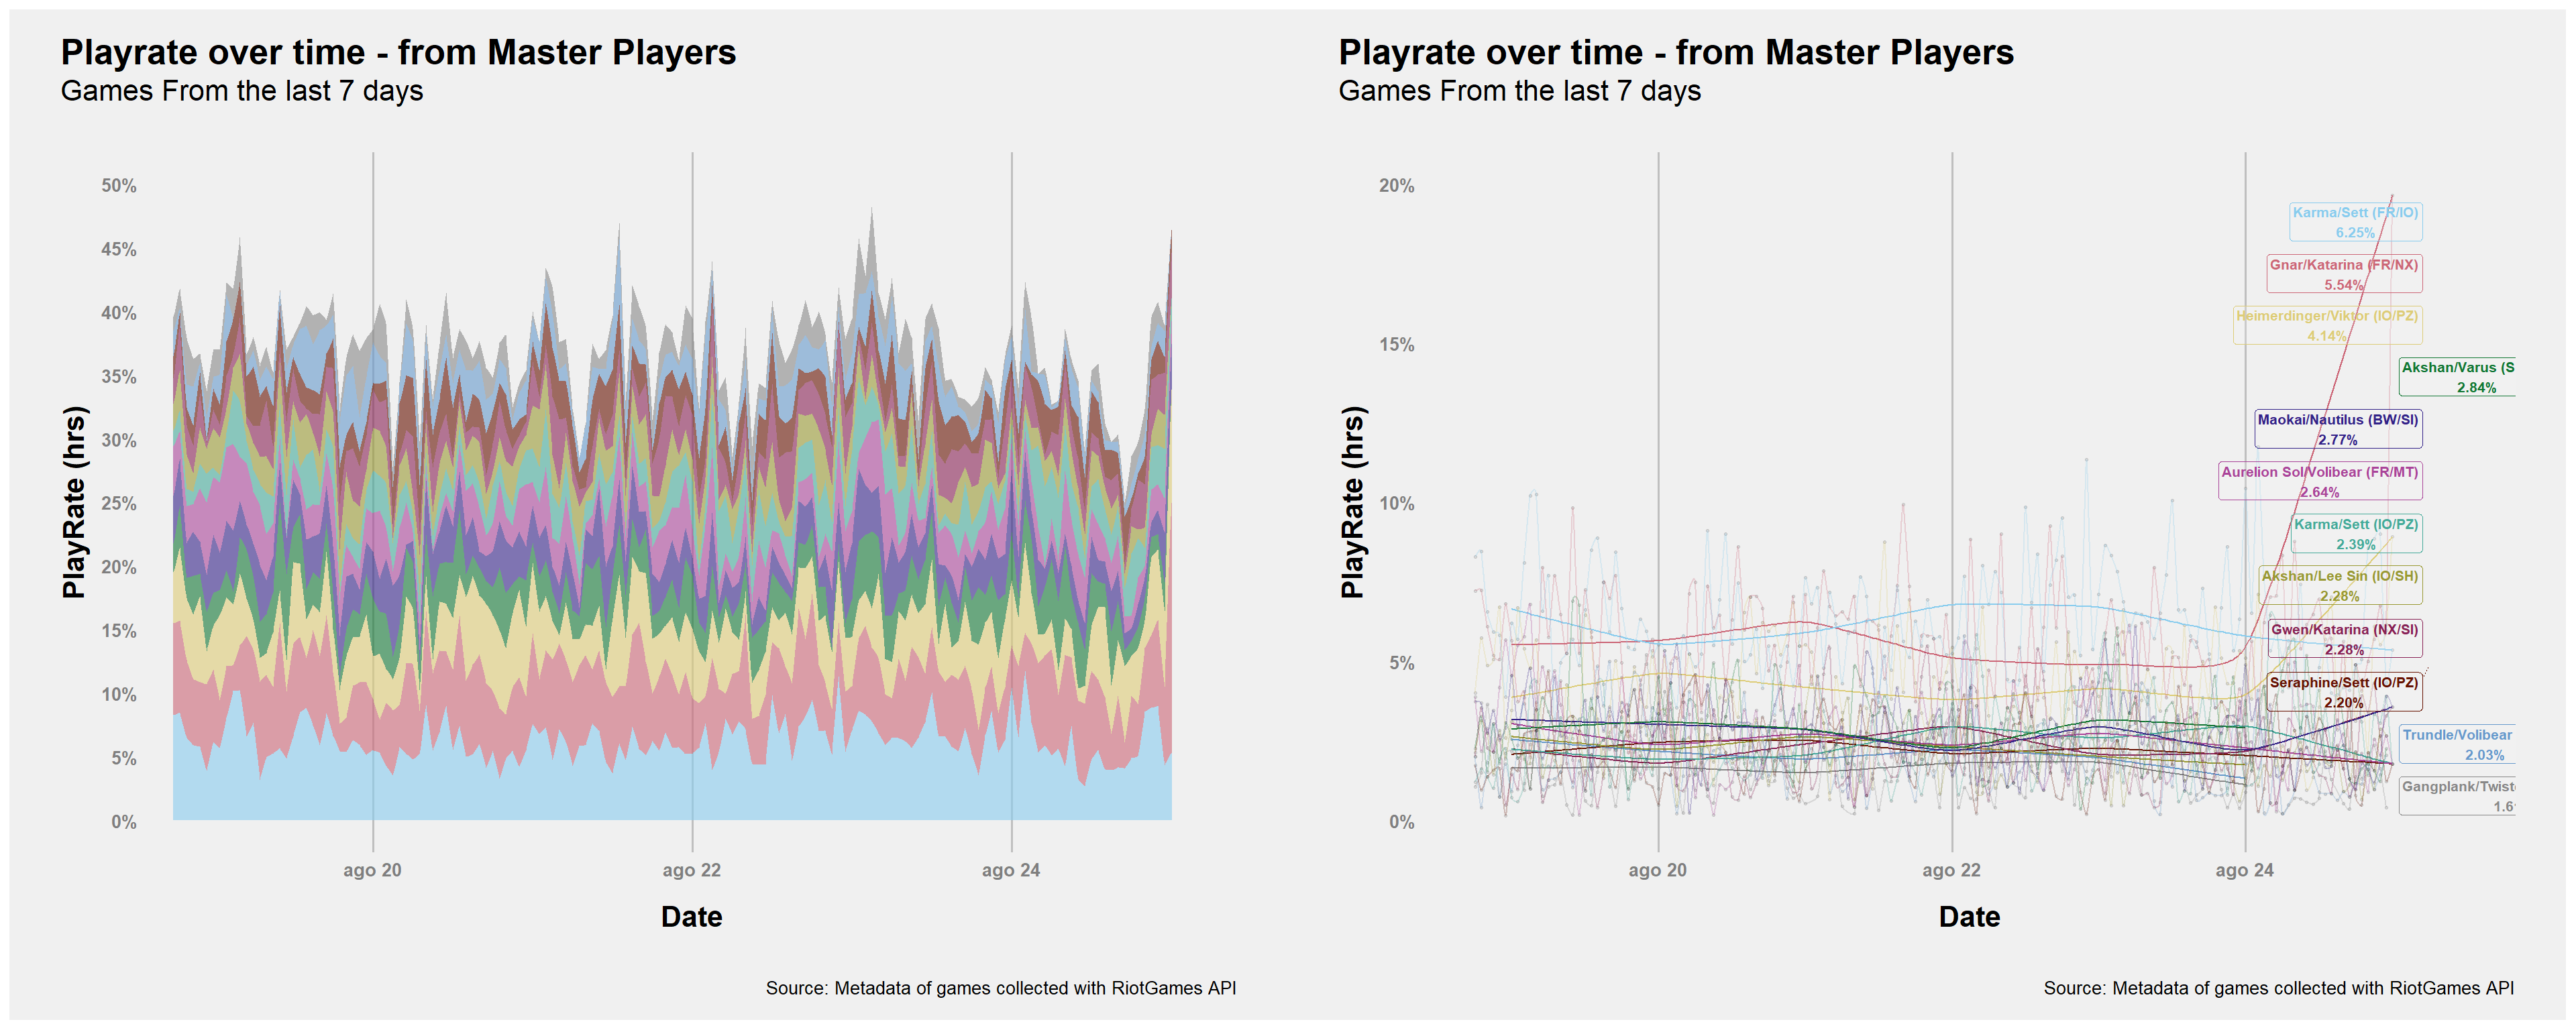 Playrate over time - from Master Players
Games From the last 7 days
50%
45%
40%
35%
30%
25%
20%
15%
10%
5%
0%
PlayRate (hrs)
ago 20
ago 22
ago 24
Date
Source: Metadata of games collected with RiotGames API
Playrate over time - from Master Players
Games From the last 7 days
20%
15%
10%
5%
0%
PlayRate (hrs)
Karma/Sett (FR/IO)
6.25%
Gnar/Katarina (FR/NX)
5.54%
Heimerdinger/Viktor (IO/PZ)
4.14%
Akshan/Varus (S
2.84%
Maokai/Nautilus (BW/SI)
2.77%
Aurelion Sol/Volibear (FR/MT)
2.64%
Karma/Sett (IO/PZ)
2.39%
Akshan/Lee Sin (IO/SH)
2.28%
Gwen/Katarina (NX/SI)
2.28%
Seraphine/Sett (IO/PZ)
2.20%
Trundle/Volibear
2.03%
Gangplank/Twist
1.6
ago 20
ago 22
ago 24
Date
Source: Metadata of games collected with RiotGames API